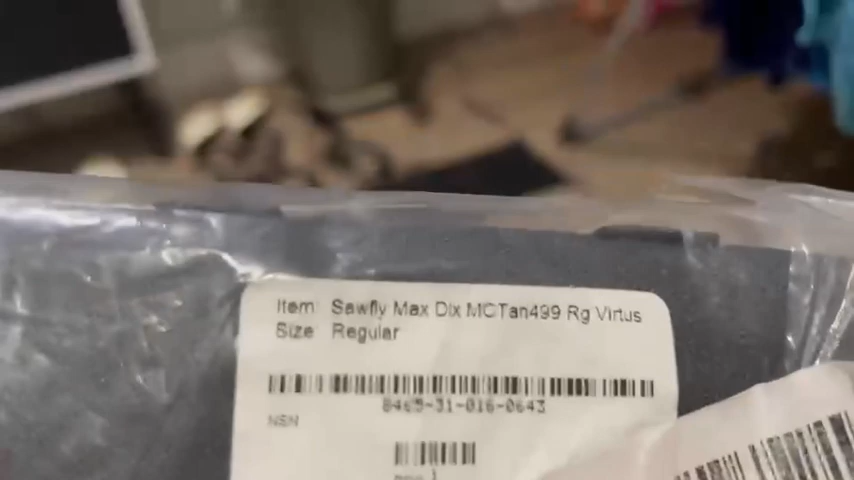 Item: Sawfly Max Dlx MCTan499 Rg Virtus
Size: Regular
8465-31-016-0643
NSN